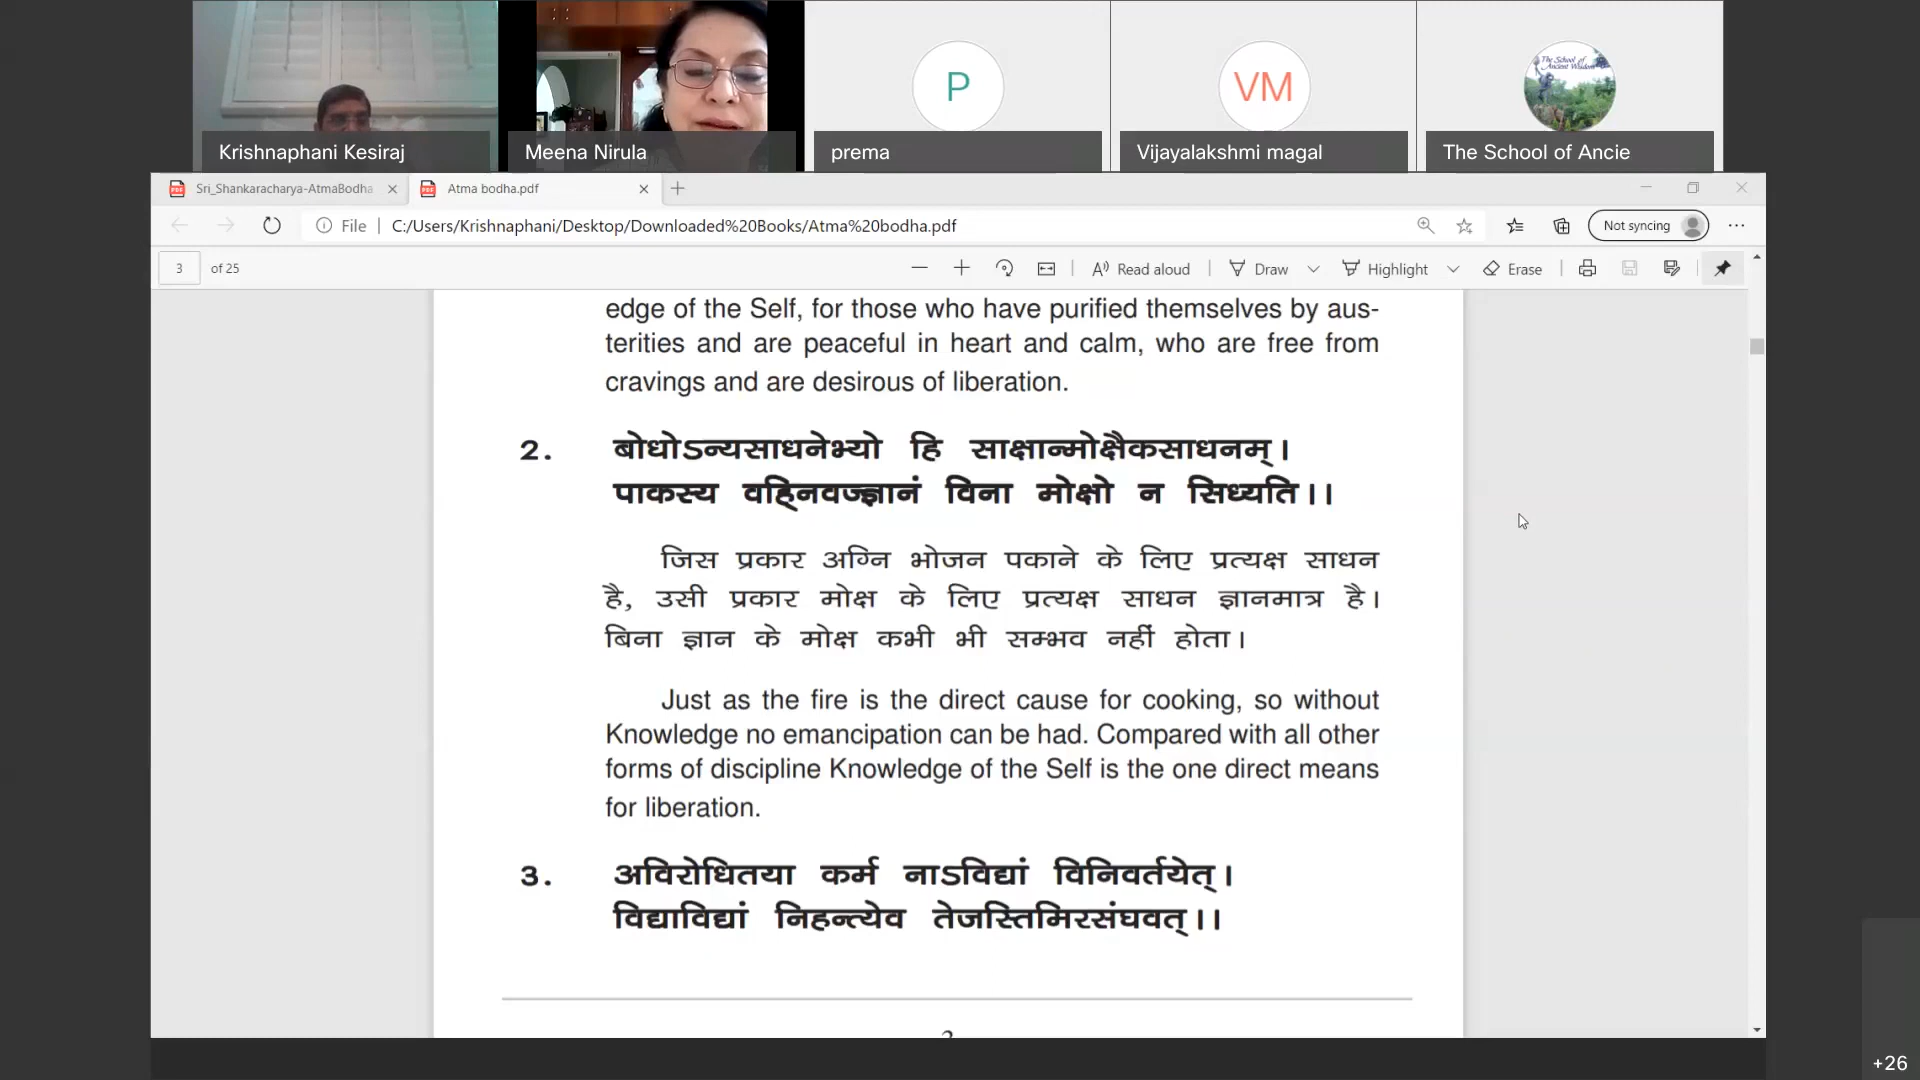 P
VM
The School of
Ancient Wisdom
Krishnaphani Kesiraj
Meena Nirula
prema
Vijayalakshmi magal
The School of Ancie
Sri_Shankaracharya-AtmaBodha
Atma bodha.pdf
File
C:/Users/Krishnaphani/Desktop/Downloaded%20Books/Atma%20bodha.pdf
Not syncing
3 of 25
Read aloud
Draw
Highlight
Erase
edge of the Self, for those who have purified themselves by aus-
terities and are peaceful in heart and calm, who are free from
cravings and are desirous of liberation.
2. बोधोऽन्यसाधनेभ्यो हि साक्षान्मोक्षैकसाधनम्।
पाकस्य वह्निवज्ज्ञानं विना मोक्षो न सिध्यति।।
जिस प्रकार अग्नि भोजन पकाने के लिए प्रत्यक्ष साधन
है, उसी प्रकार मोक्ष के लिए प्रत्यक्ष साधन ज्ञानमात्र है।
बिना ज्ञान के मोक्ष कभी भी सम्भव नहीं होता।
Just as the fire is the direct cause for cooking, so without
Knowledge no emancipation can be had. Compared with all other
forms of discipline Knowledge of the Self is the one direct means
for liberation.
3. अविरोधितया कर्म नाऽविद्यां विनिवर्तयेत्।
विद्याविद्यां निहन्त्येव तेजस्तिमिरसंघवत्।।
+26